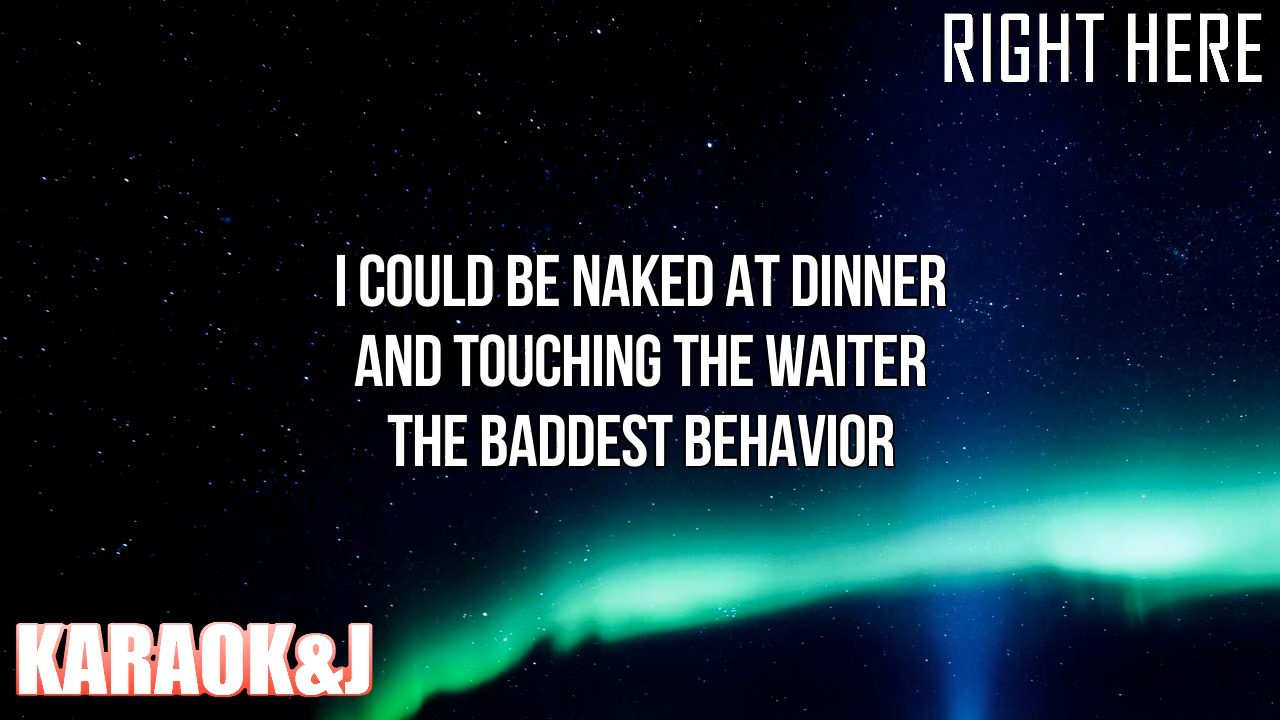 RIGHT HERE
I COULD BE NAKED AT DINNER
AND TOUCHING THE WAITER
THE BADDEST BEHAVIOR
KARAOK&J